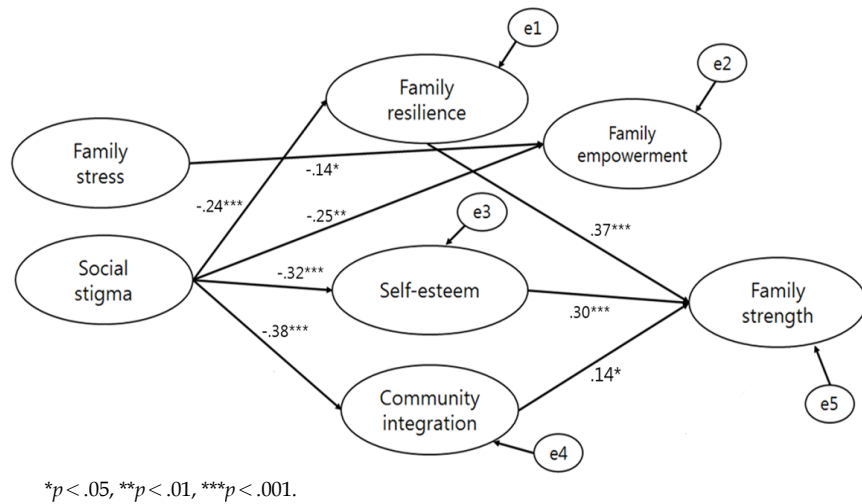 e1
Family
resilience
e2
Family
empowerment
Family
stress
-.14*
-.24***
-.25**
e3
.37***
Social
stigma
-.32***
Self-esteem
.30***
Family
strength
-.38***
.14*
Community
integration
e4
e5
*p < .05, **p < .01, ***p < .001.